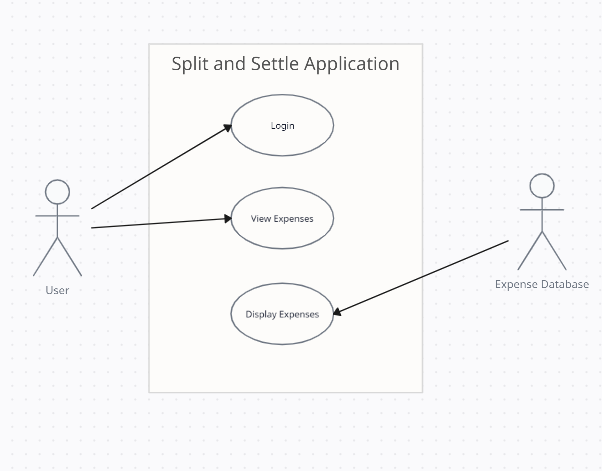 Split and Settle Application
Login
View Expenses
User
Expense Database
Display Expenses